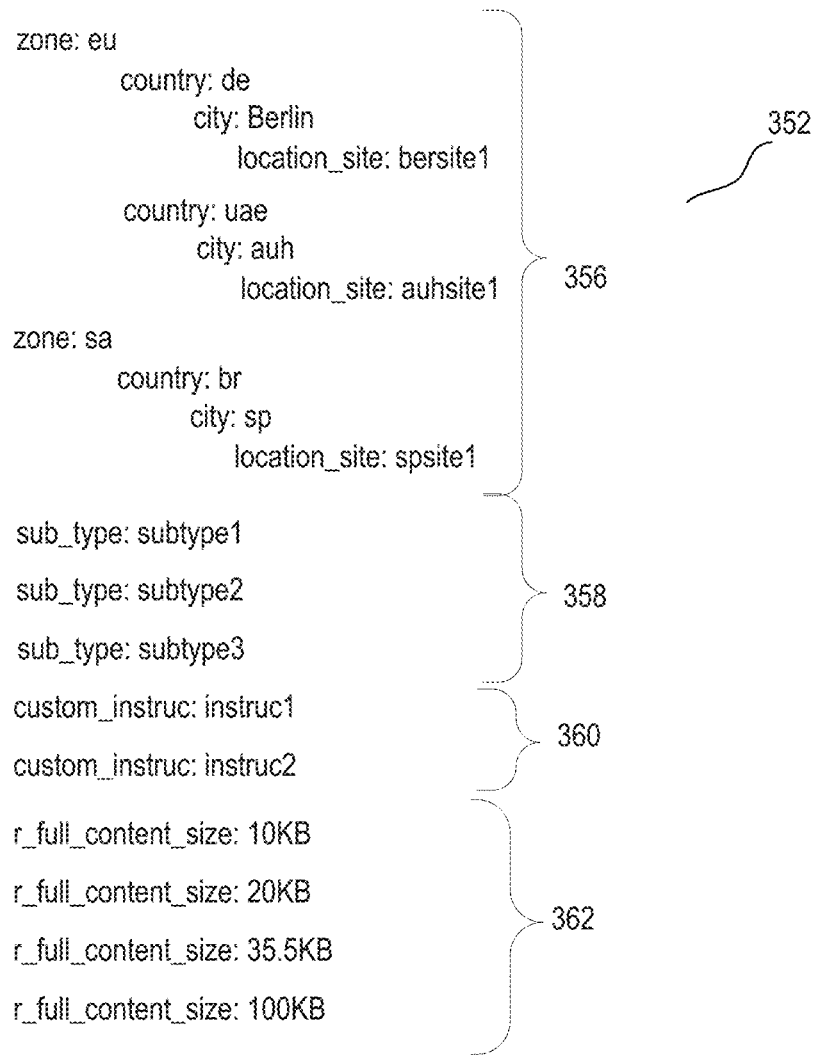 zone: eu
country: de
city: Berlin
352
location_site: bersite1
country: uae
city: auh
356
location_site: auhsite1
zone: sa
country: br
city: sp
location_site: spsite1
sub_type: subtype1
sub_type: subtype2
358
sub_type: subtype3
custom_instruc: instruc1
360
custom_instruc: instruc2
r_full_content_size: 10KB
r_full_content_size: 20KB
362
r_full_content_size: 35.5KB
r_full_content_size: 100KB